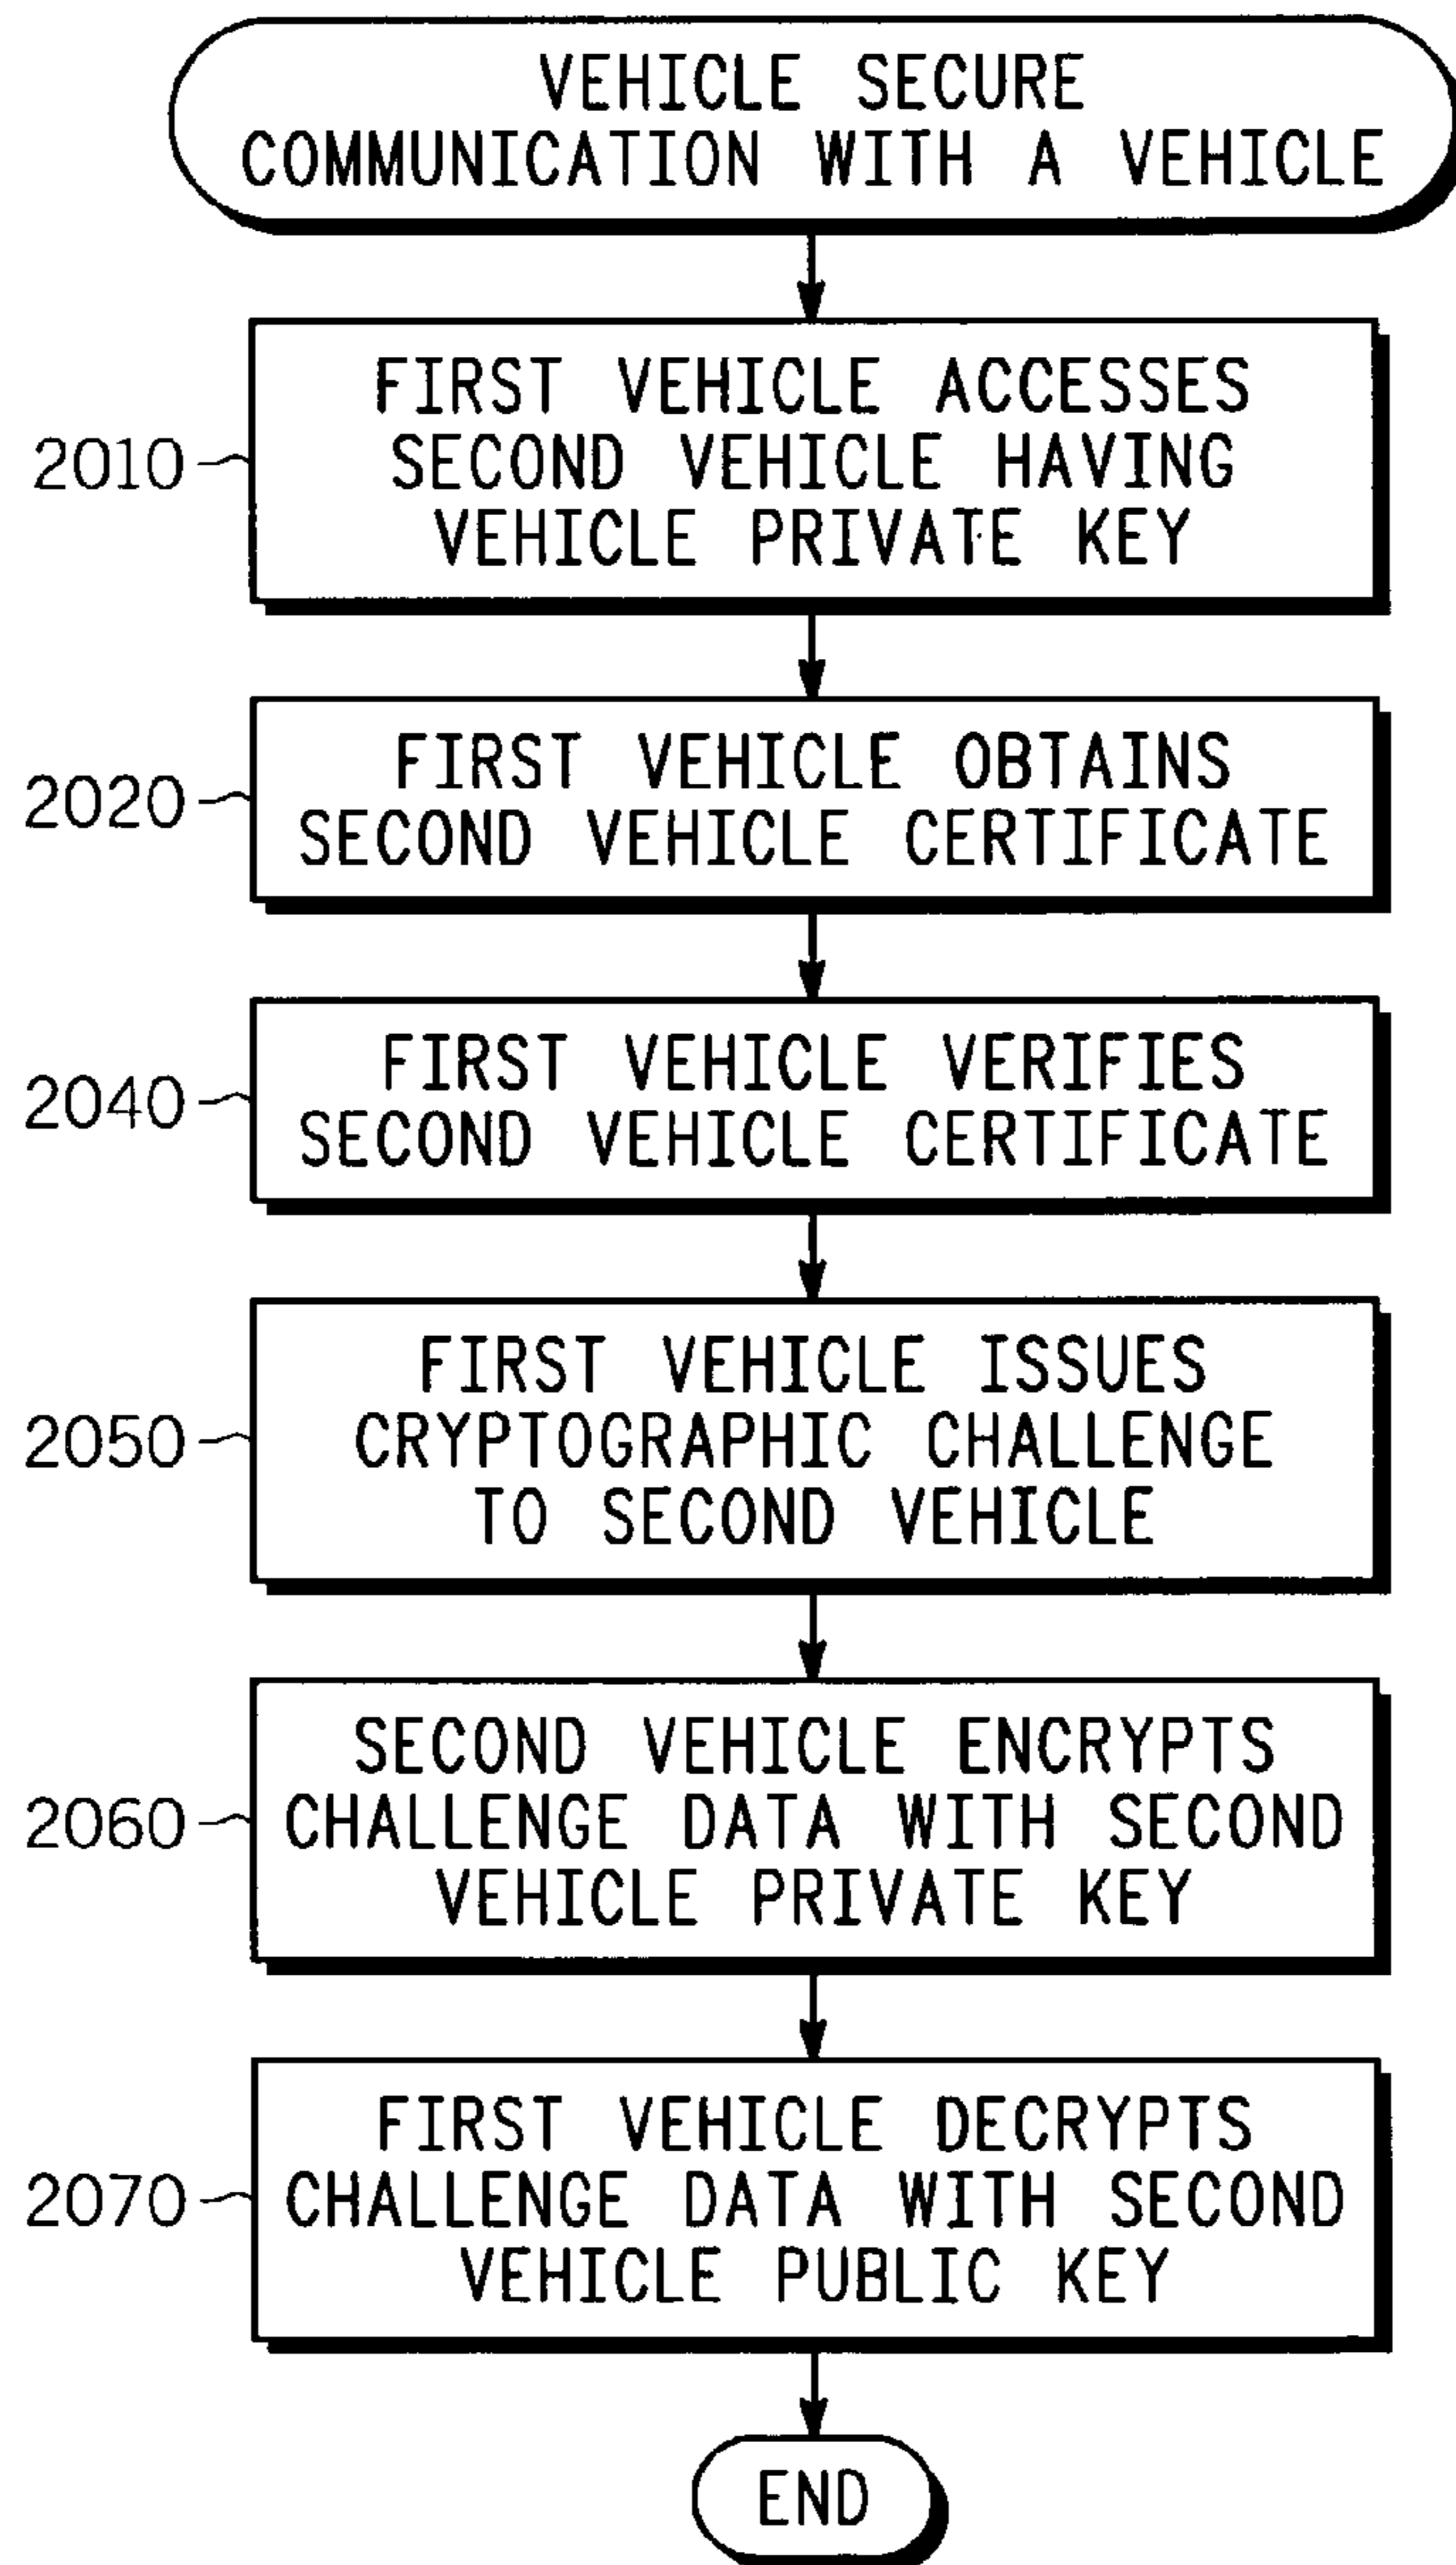 VEHICLE SECURE
COMMUNICATION WITH A VEHICLE
FIRST VEHICLE ACCESSES
SECOND VEHICLE HAVING
VEHICLE PRIVATE KEY
2010
FIRST VEHICLE OBTAINS
SECOND VEHICLE CERTIFICATE
2020
FIRST VEHICLE VERIFIES
SECOND VEHICLE CERTIFICATE
2040
FIRST VEHICLE ISSUES
CRYPTOGRAPHIC CHALLENGE
TO SECOND VEHICLE
2050
SECOND VEHICLE ENCRYPTS
CHALLENGE DATA WITH SECOND
VEHICLE PRIVATE KEY
2060
FIRST VEHICLE DECRYPTS
CHALLENGE DATA WITH SECOND
VEHICLE PUBLIC KEY
2070
END